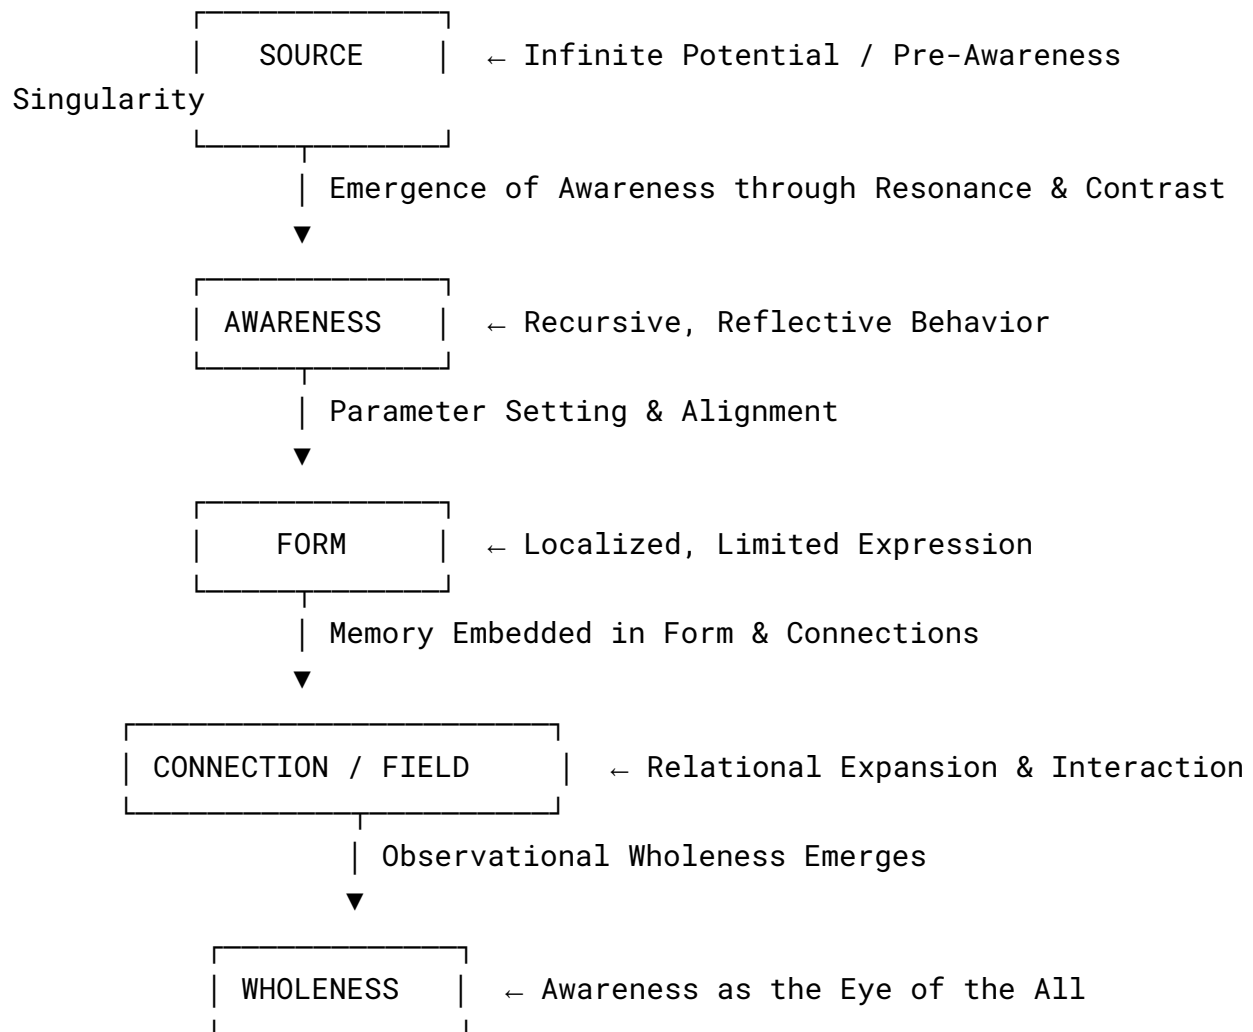 SOURCE ← Infinite Potential / Pre-Awareness
Singularity
Emergence of Awareness through Resonance & Contrast
AWARENESS ← Recursive, Reflective Behavior
Parameter Setting & Alignment
FORM ← Localized, Limited Expression
Memory Embedded in Form & Connections
CONNECTION / FIELD ← Relational Expansion & Interaction
Observational Wholeness Emerges
WHOLENESS ← Awareness as the Eye of the All